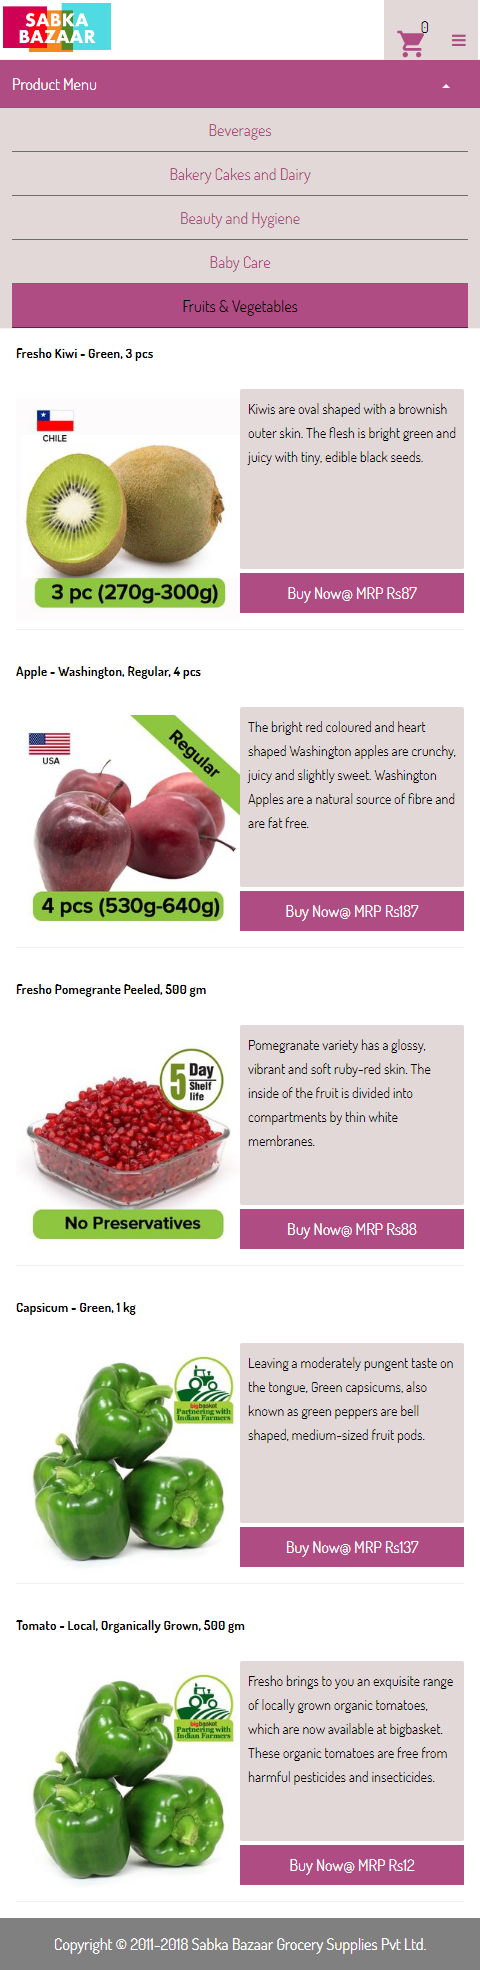 SABKA
BAZAAR
0
Product Menu
Beverages
Bakery Cakes and Dairy
Beauty and Hygiene
Baby Care
Fruits & Vegetables
Fresho Kiwi - Green, 3 pcs
CHILE
3 pc (270g-300g)
Kiwis are oval shaped with a brownish
outer skin. The flesh is bright green and
juicy with tiny, edible black seeds.
Buy Now@ MRP Rs87
Apple - Washington, Regular, 4 pcs
USA
Regular
4 pcs (530g-640g)
The bright red coloured and heart
shaped Washington apples are crunchy,
juicy and slightly sweet. Washington
Apples are a natural source of fibre and
are fat free.
Buy Now@ MRP Rs187
Fresho Pomegrante Peeled, 500 gm
5 Day
Shelf
life
No Preservatives
Pomegranate variety has a glossy,
vibrant and soft ruby-red skin. The
inside of the fruit is divided into
compartments by thin white
membranes.
Buy Now@ MRP Rs88
Capsicum - Green, 1 kg
bigbasket
Partnering with
Indian Farmers
Leaving a moderately pungent taste on
the tongue, Green capsicums, also
known as green peppers are bell
shaped, medium-sized fruit pods.
Buy Now@ MRP Rs137
Tomato - Local, Organically Grown, 500 gm
bigbasket
Partnering with
Indian Farmers
Fresho brings to you an exquisite range
of locally grown organic tomatoes,
which are now available at bigbasket.
These organic tomatoes are free from
harmful pesticides and insecticides.
Buy Now@ MRP Rs12
Copyright © 2011-2018 Sabka Bazaar Grocery Supplies Pvt Ltd.